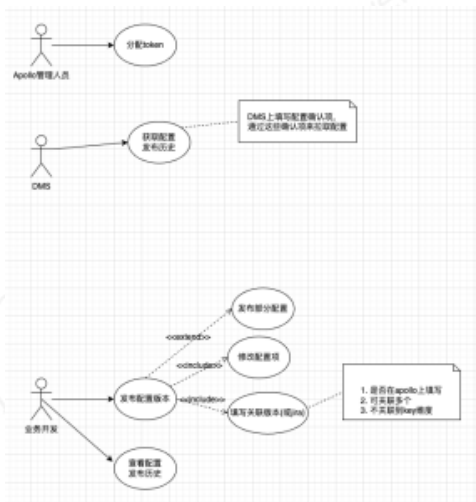 分配token
Apollo管理人员
DMS上填写配置确认项,
通过这些确认项来拉取配置
获取配置
发布历史
DMS
发布部分配置
<<extend>>
修改配置项
<<include>>
发布配置版本
<<include>>
填写关联版本(或jira)
1. 是否在apollo上填写
2. 可关联多个
3. 不关联到key维度
业务开发
查看配置
发布历史